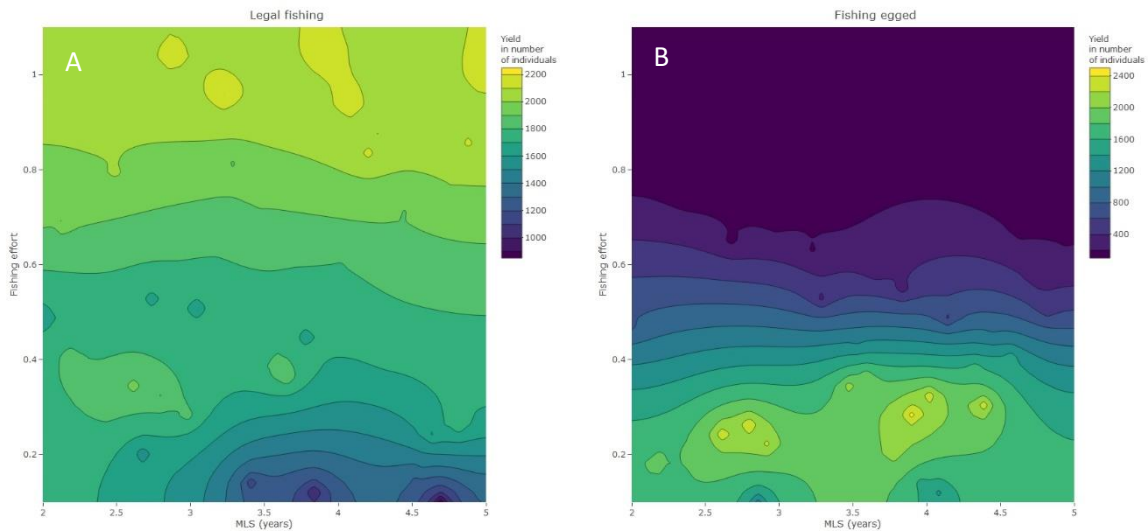 Legal fishing
A
Yield
in number
of individuals
2200
2000
1800
1600
1400
1200
1000
1
0.8
0.6
0.4
0.2
Fishing effort
2
2.5
3
3.5
4
4.5
5
MLS (years)
Fishing egged
B
Yield
in number
of individuals
2400
2000
1600
1200
800
400
1
0.8
0.6
0.4
0.2
Fishing effort
2
2.5
3
3.5
4
4.5
5
MLS (years)